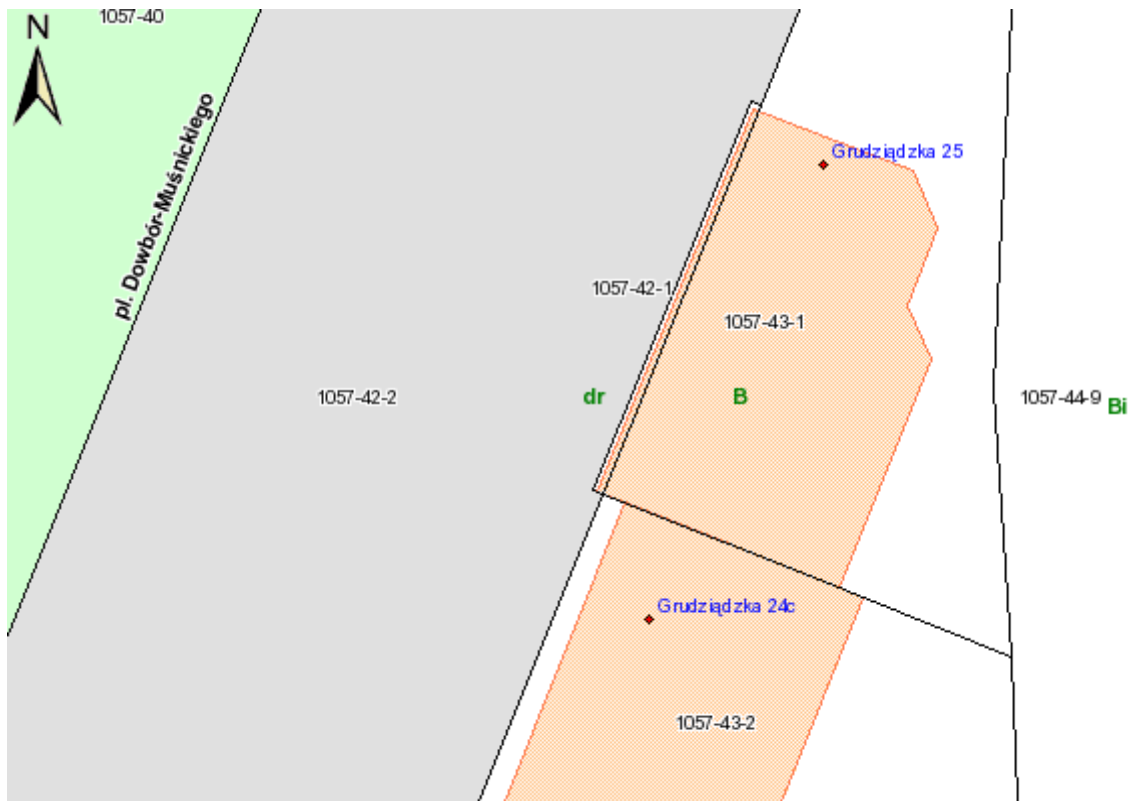 1057-40
N
pl. Dowbór-Muśnickiego
Grudziądzka 25
1057-42-1
1057-43-1
1057-42-2
dr
B
1057-44-9
Bi
Grudziądzka 24c
1057-43-2